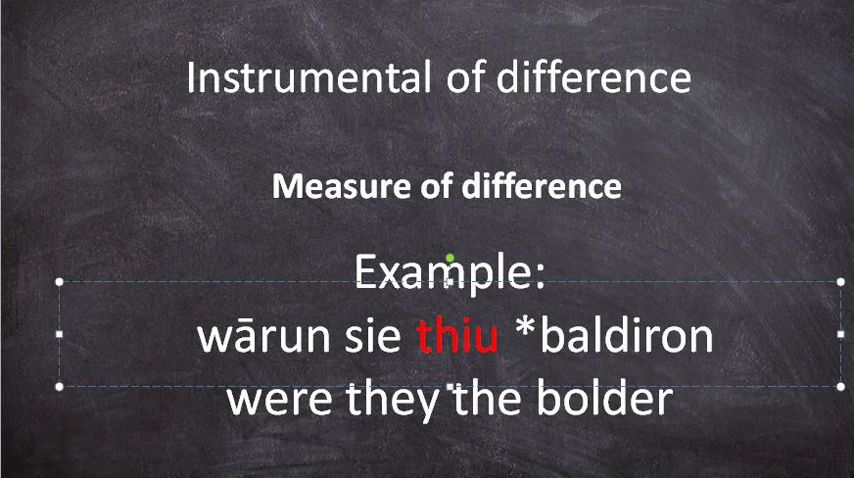 Instrumental of difference
Measure of difference
Example:
wārun sie thiu *baldiron
were they the bolder